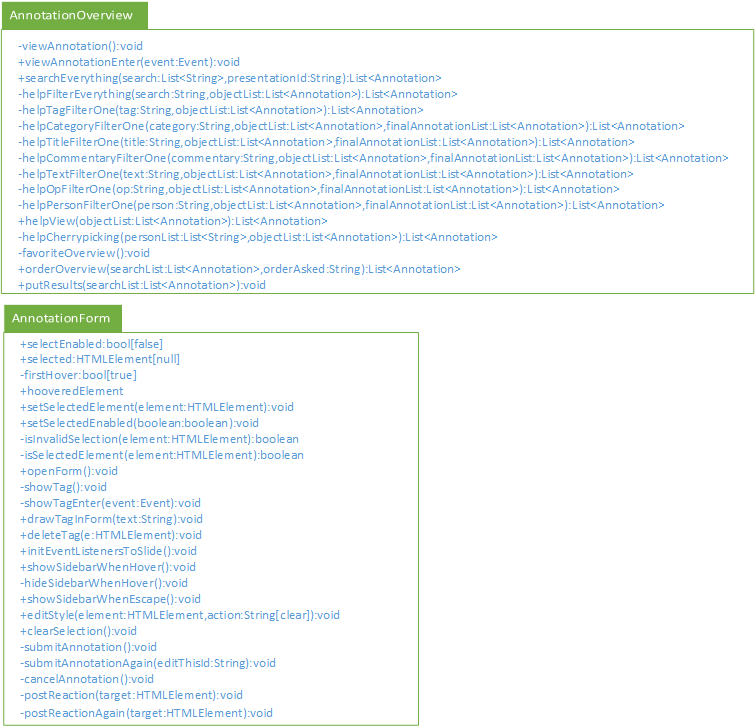 AnnotationOverview
-viewAnnotation():void
+viewAnnotationEnter(event:Event):void
+searchEverything(search:List<String>,presentationId:String):List<Annotation>
-helpFilterEverything(search:String,objectList:List<Annotation>):List<Annotation>
-helpTagFilterOne(tag:String,objectList:List<Annotation>):List<Annotation>
-helpCategoryFilterOne(category:String,objectList:List<Annotation>,finalAnnotationList:List<Annotation>):List<Annotation>
-helpTitleFilterOne(title:String,objectList:List<Annotation>,finalAnnotationList:List<Annotation>):List<Annotation>
-helpCommentaryFilterOne(commentary:String,objectList:List<Annotation>,finalAnnotationList:List<Annotation>):List<Annotation>
-helpTextFilterOne(text:String,objectList:List<Annotation>,finalAnnotationList:List<Annotation>):List<Annotation>
-helpOpFilterOne(op:String,objectList:List<Annotation>,finalAnnotationList:List<Annotation>):List<Annotation>
-helpPersonFilterOne(person:String,objectList:List<Annotation>,finalAnnotationList:List<Annotation>):List<Annotation>
+helpView(objectList:List<Annotation>):List<Annotation>
-helpCherrypicking(personList:List<String>,objectList:List<Annotation>):List<Annotation>
-favoriteOverview():void
+orderOverview(searchList:List<Annotation>,orderAsked:String):List<Annotation>
+putResults(searchList:List<Annotation>):void
AnnotationForm
+selectEnabled:bool[false]
+selected:HTMLElement[null]
-firstHover:bool[true]
+hooveredElement
+setSelectedElement(element:HTMLElement):void
+setSelectedEnabled(boolean:boolean):void
-isInvalidSelection(element:HTMLElement):boolean
-isSelectedElement(element:HTMLElement):boolean
+openForm():void
-showTag():void
-showTagEnter(event:Event):void
+drawTagInForm(text:String):void
+deleteTag(e:HTMLElement):void
+initEventListenersToSlide():void
+showSidebarWhenHover():void
-hideSidebarWhenHover():void
+showSidebarWhenEscape():void
+editStyle(element:HTMLElement,action:String[clear]):void
+clearSelection():void
-submitAnnotation():void
-submitAnnotationAgain(editThisId:String):void
-cancelAnnotation():void
-postReaction(target:HTMLElement):void
-postReactionAgain(target:HTMLElement):void